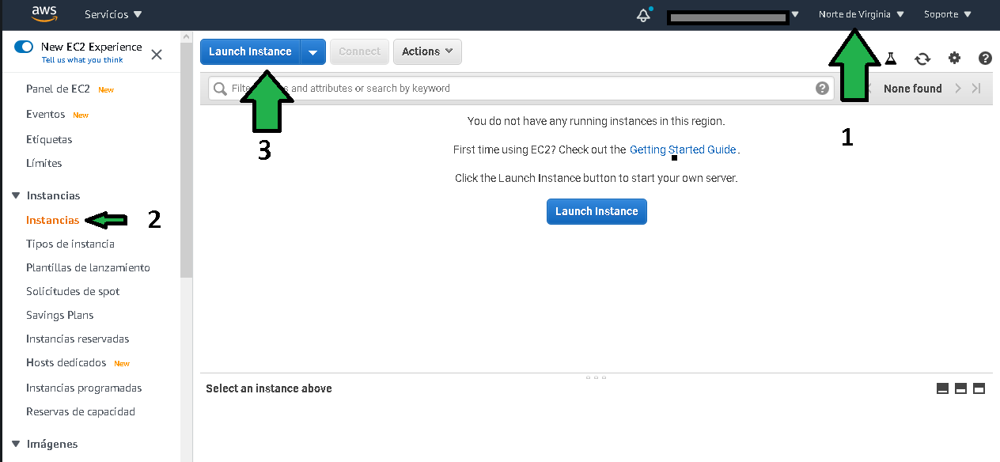 aws
Servicios
Norte de Virginia
Soporte
New EC2 Experience
Tell us what you think
Launch Instance
Connect
Actions
and attributes or search by keyword
None found
1
3
Panel de EC2 New
Eventos New
Etiquetas
Límites
Instancias
Instancias
2
Tipos de instancia
Plantillas de lanzamiento
Solicitudes de spot
Savings Plans
Instancias reservadas
Hosts dedicados New
Instancias programadas
Reservas de capacidad
Imágenes
You do not have any running instances in this region.
First time using EC2? Check out the Getting Started Guide.
Click the Launch Instance button to start your own server.
Launch Instance
Select an instance above